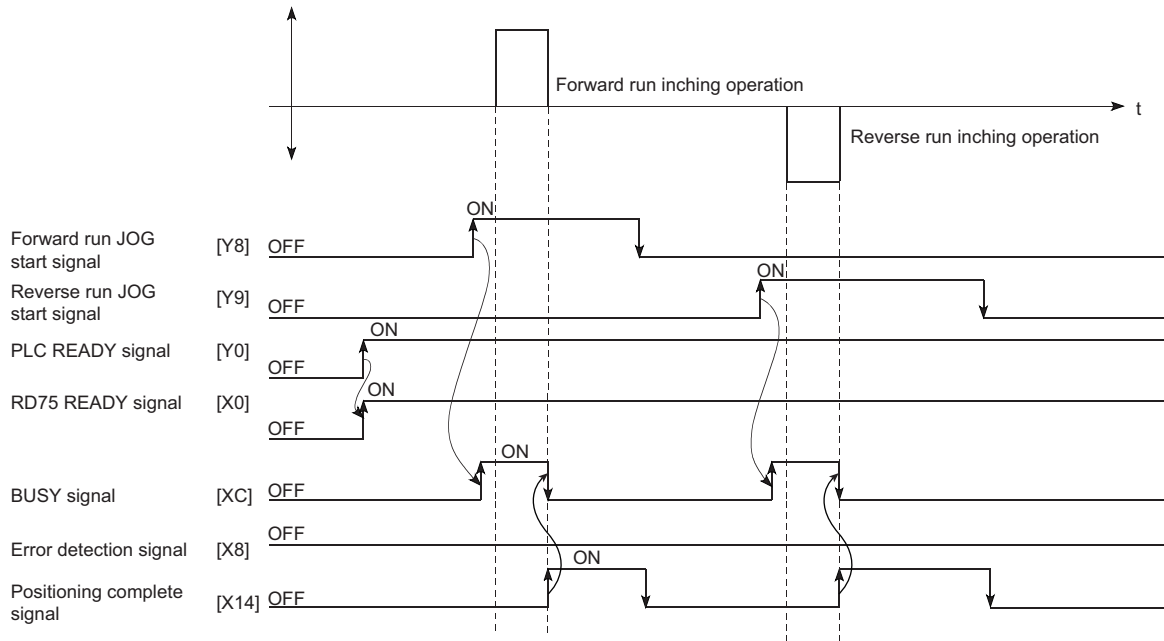 Forward run inching operation
t
Reverse run inching operation
ON
Forward run JOG
start signal
[Y8]
OFF
ON
Reverse run JOG
start signal
[Y9]
OFF
ON
PLC READY signal
[Y0]
OFF
ON
RD75 READY signal
[X0]
OFF
ON
BUSY signal
[XC]
OFF
Error detection signal
[X8]
OFF
ON
Positioning complete
signal
[X14]
OFF